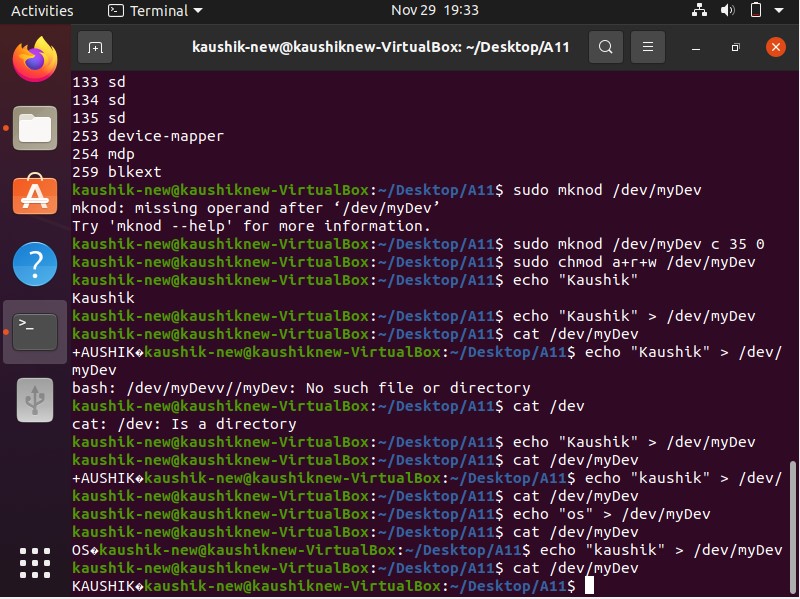 Activities Terminal Nov 29 19:33
kaushik-new@kaushiknew-VirtualBox: ~/Desktop/A11
133 sd
134 sd
135 sd
253 device-mapper
254 mdp
259 blkext
kaushik-new@kaushiknew-VirtualBox:~/Desktop/A11$ sudo mknod /dev/myDev
mknod: missing operand after ‘/dev/myDev’
Try 'mknod --help' for more information.
kaushik-new@kaushiknew-VirtualBox:~/Desktop/A11$ sudo mknod /dev/myDev c 35 0
kaushik-new@kaushiknew-VirtualBox:~/Desktop/A11$ sudo chmod a+r+w /dev/myDev
kaushik-new@kaushiknew-VirtualBox:~/Desktop/A11$ echo "Kaushik"
Kaushik
kaushik-new@kaushiknew-VirtualBox:~/Desktop/A11$ echo "Kaushik" > /dev/myDev
kaushik-new@kaushiknew-VirtualBox:~/Desktop/A11$ cat /dev/myDev
+AUSHIK�kaushik-new@kaushiknew-VirtualBox:~/Desktop/A11$ echo "Kaushik" > /dev/
myDev
bash: /dev/myDevv//myDev: No such file or directory
kaushik-new@kaushiknew-VirtualBox:~/Desktop/A11$ cat /dev
cat: /dev: Is a directory
kaushik-new@kaushiknew-VirtualBox:~/Desktop/A11$ echo "Kaushik" > /dev/myDev
kaushik-new@kaushiknew-VirtualBox:~/Desktop/A11$ cat /dev/myDev
+AUSHIK�kaushik-new@kaushiknew-VirtualBox:~/Desktop/A11$ echo "kaushik" > /dev/
kaushik-new@kaushiknew-VirtualBox:~/Desktop/A11$ cat /dev/myDev
kaushik-new@kaushiknew-VirtualBox:~/Desktop/A11$ echo "os" > /dev/myDev
kaushik-new@kaushiknew-VirtualBox:~/Desktop/A11$ cat /dev/myDev
OS�kaushik-new@kaushiknew-VirtualBox:~/Desktop/A11$ echo "kaushik" > /dev/myDev
kaushik-new@kaushiknew-VirtualBox:~/Desktop/A11$ cat /dev/myDev
KAUSHIK�kaushik-new@kaushiknew-VirtualBox:~/Desktop/A11$